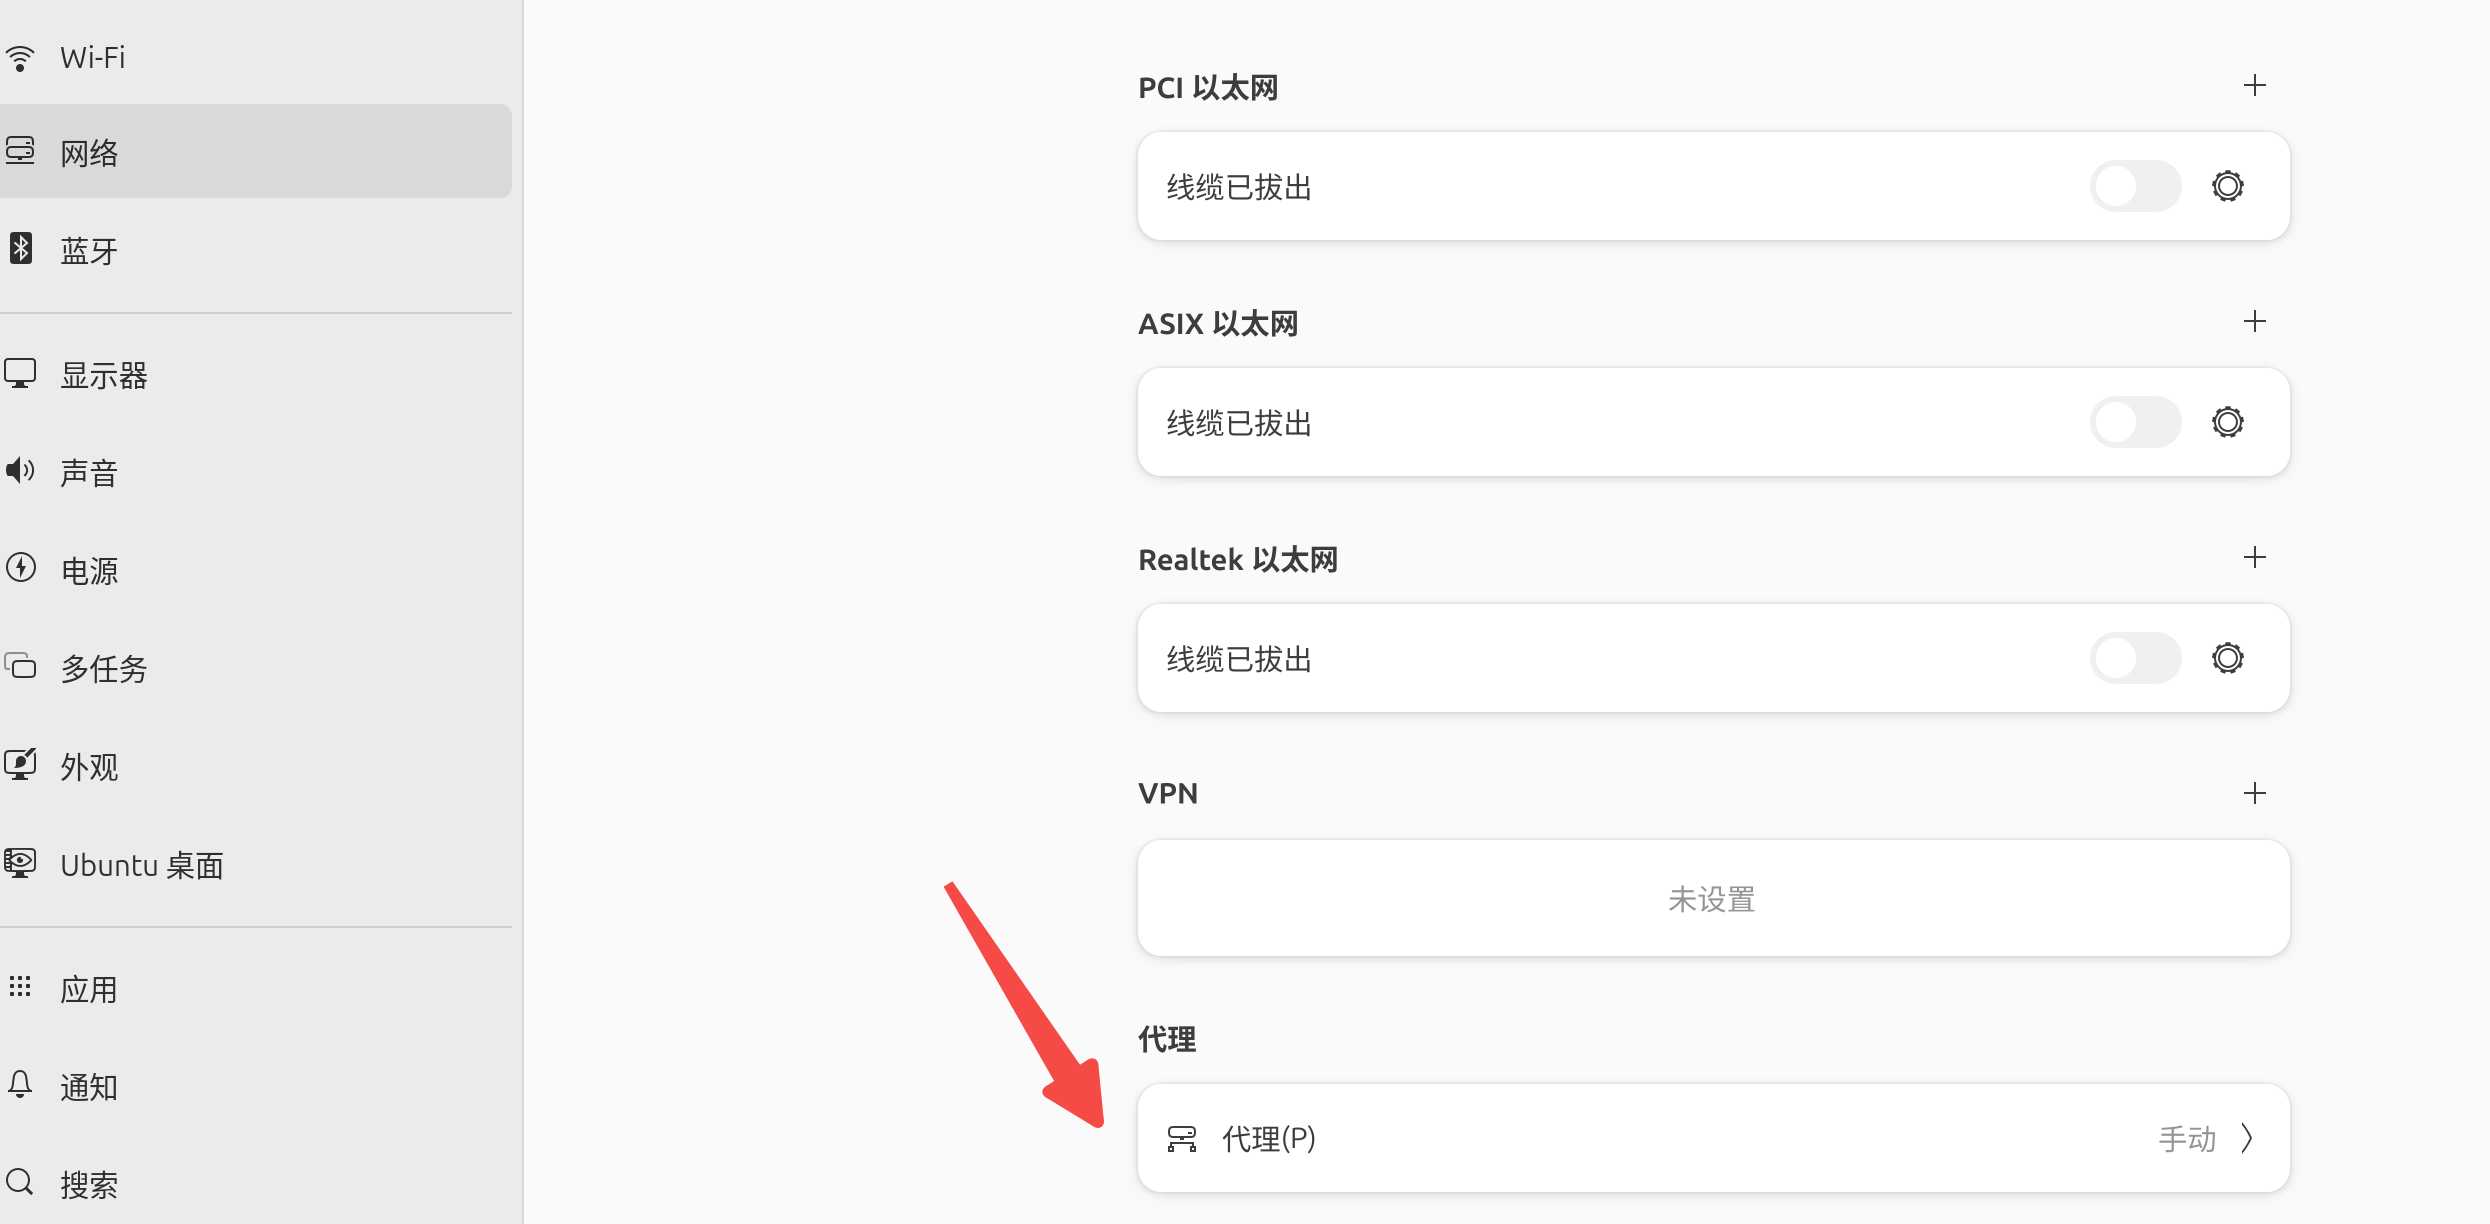 Wi-Fi
网络
蓝牙
显示器
声音
电源
多任务
外观
Ubuntu 桌面
应用
通知
搜索
PCI 以太网
线缆已拔出
ASIX 以太网
线缆已拔出
Realtek 以太网
线缆已拔出
VPN
未设置
代理
代理(P) 手动